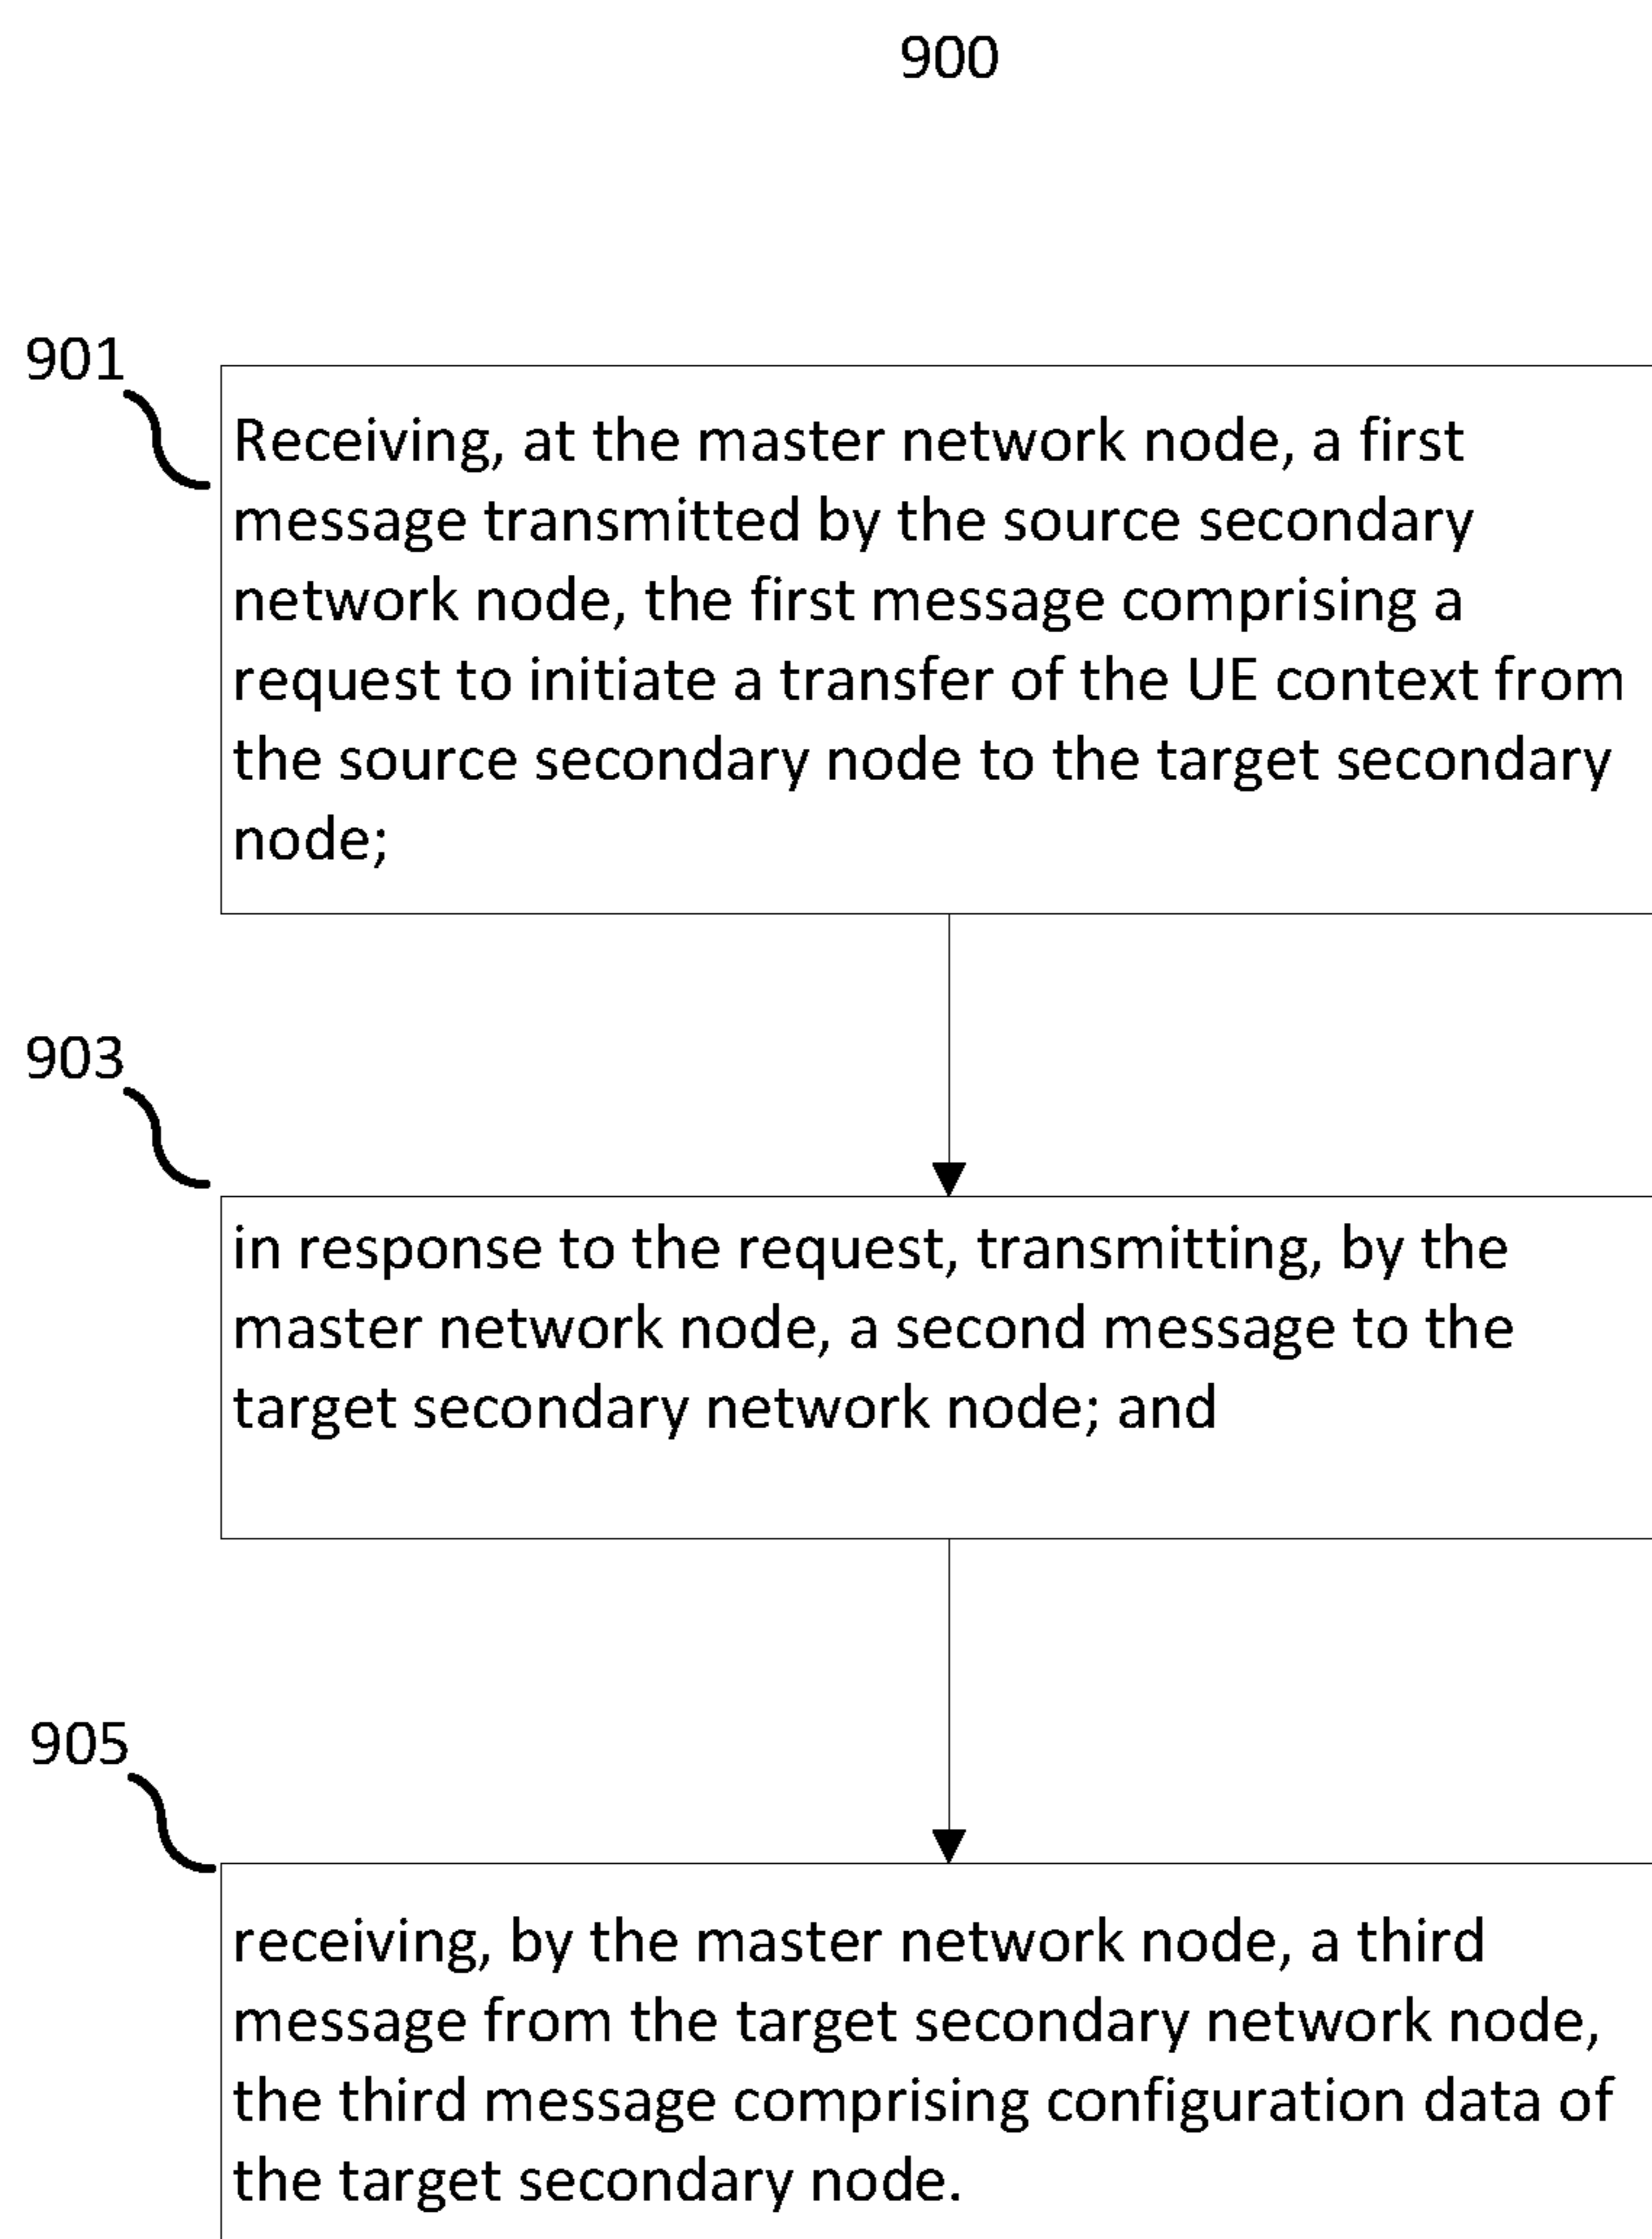 900
901
Receiving, at the master network node, a first
message transmitted by the source secondary
network node, the first message comprising a
request to initiate a transfer of the UE context from
the source secondary node to the target secondary
node;
903
in response to the request, transmitting, by the
master network node, a second message to the
target secondary network node; and
905
receiving, by the master network node, a third
message from the target secondary network node,
the third message comprising configuration data of
the target secondary node.